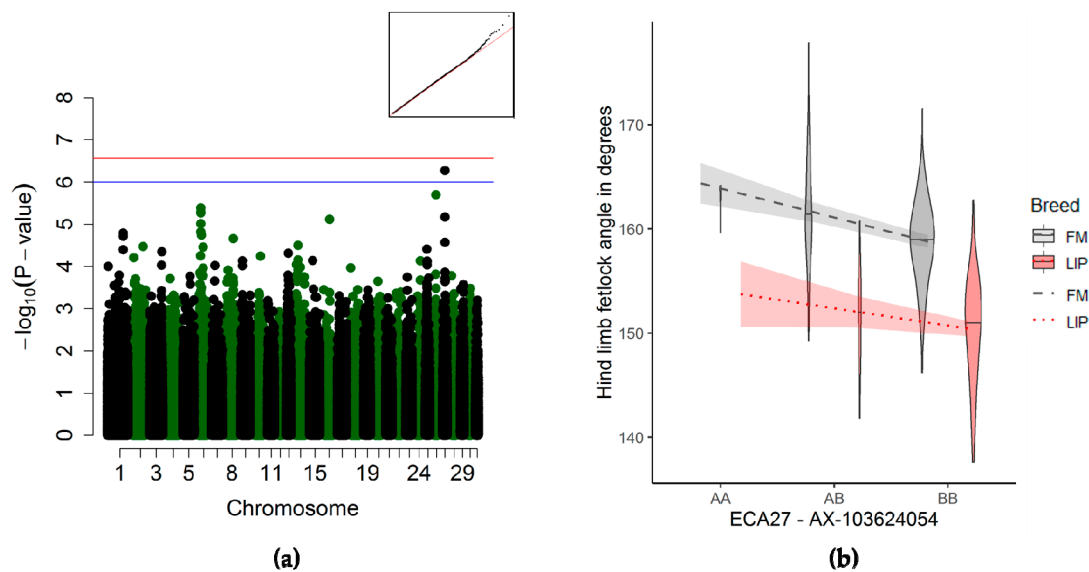 8
7
6
5
4
3
2
1
0
−log₁₀(P − value)
1 3 5 8 11 15 19 24 29
Chromosome
(a)
170
160
150
140
Hind limb fetlock angle in degrees
AA AB BB
ECA27 - AX-103624054
(b)
Breed
FM
LIP
FM
LIP